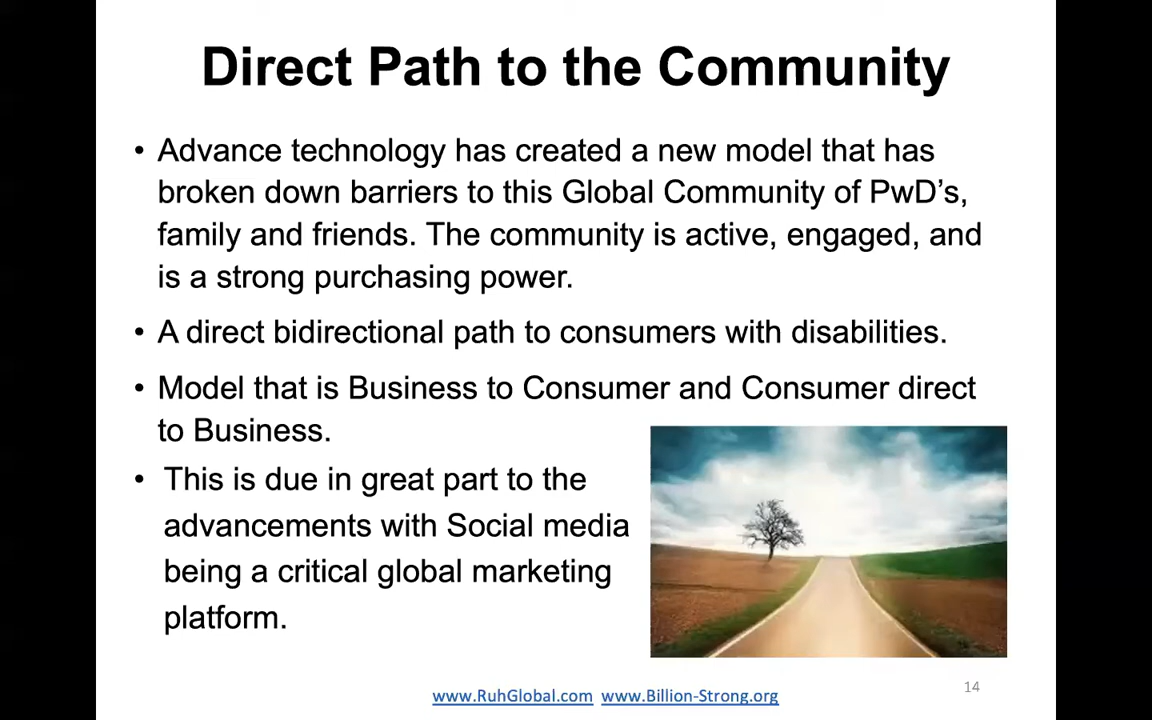 Direct Path to the Community
• Advance technology has created a new model that has
broken down barriers to this Global Community of PwD’s,
family and friends. The community is active, engaged, and
is a strong purchasing power.
• A direct bidirectional path to consumers with disabilities.
• Model that is Business to Consumer and Consumer direct
to Business.
• This is due in great part to the
advancements with Social media
being a critical global marketing
platform.
14
www.RuhGlobal.com www.Billion-Strong.org